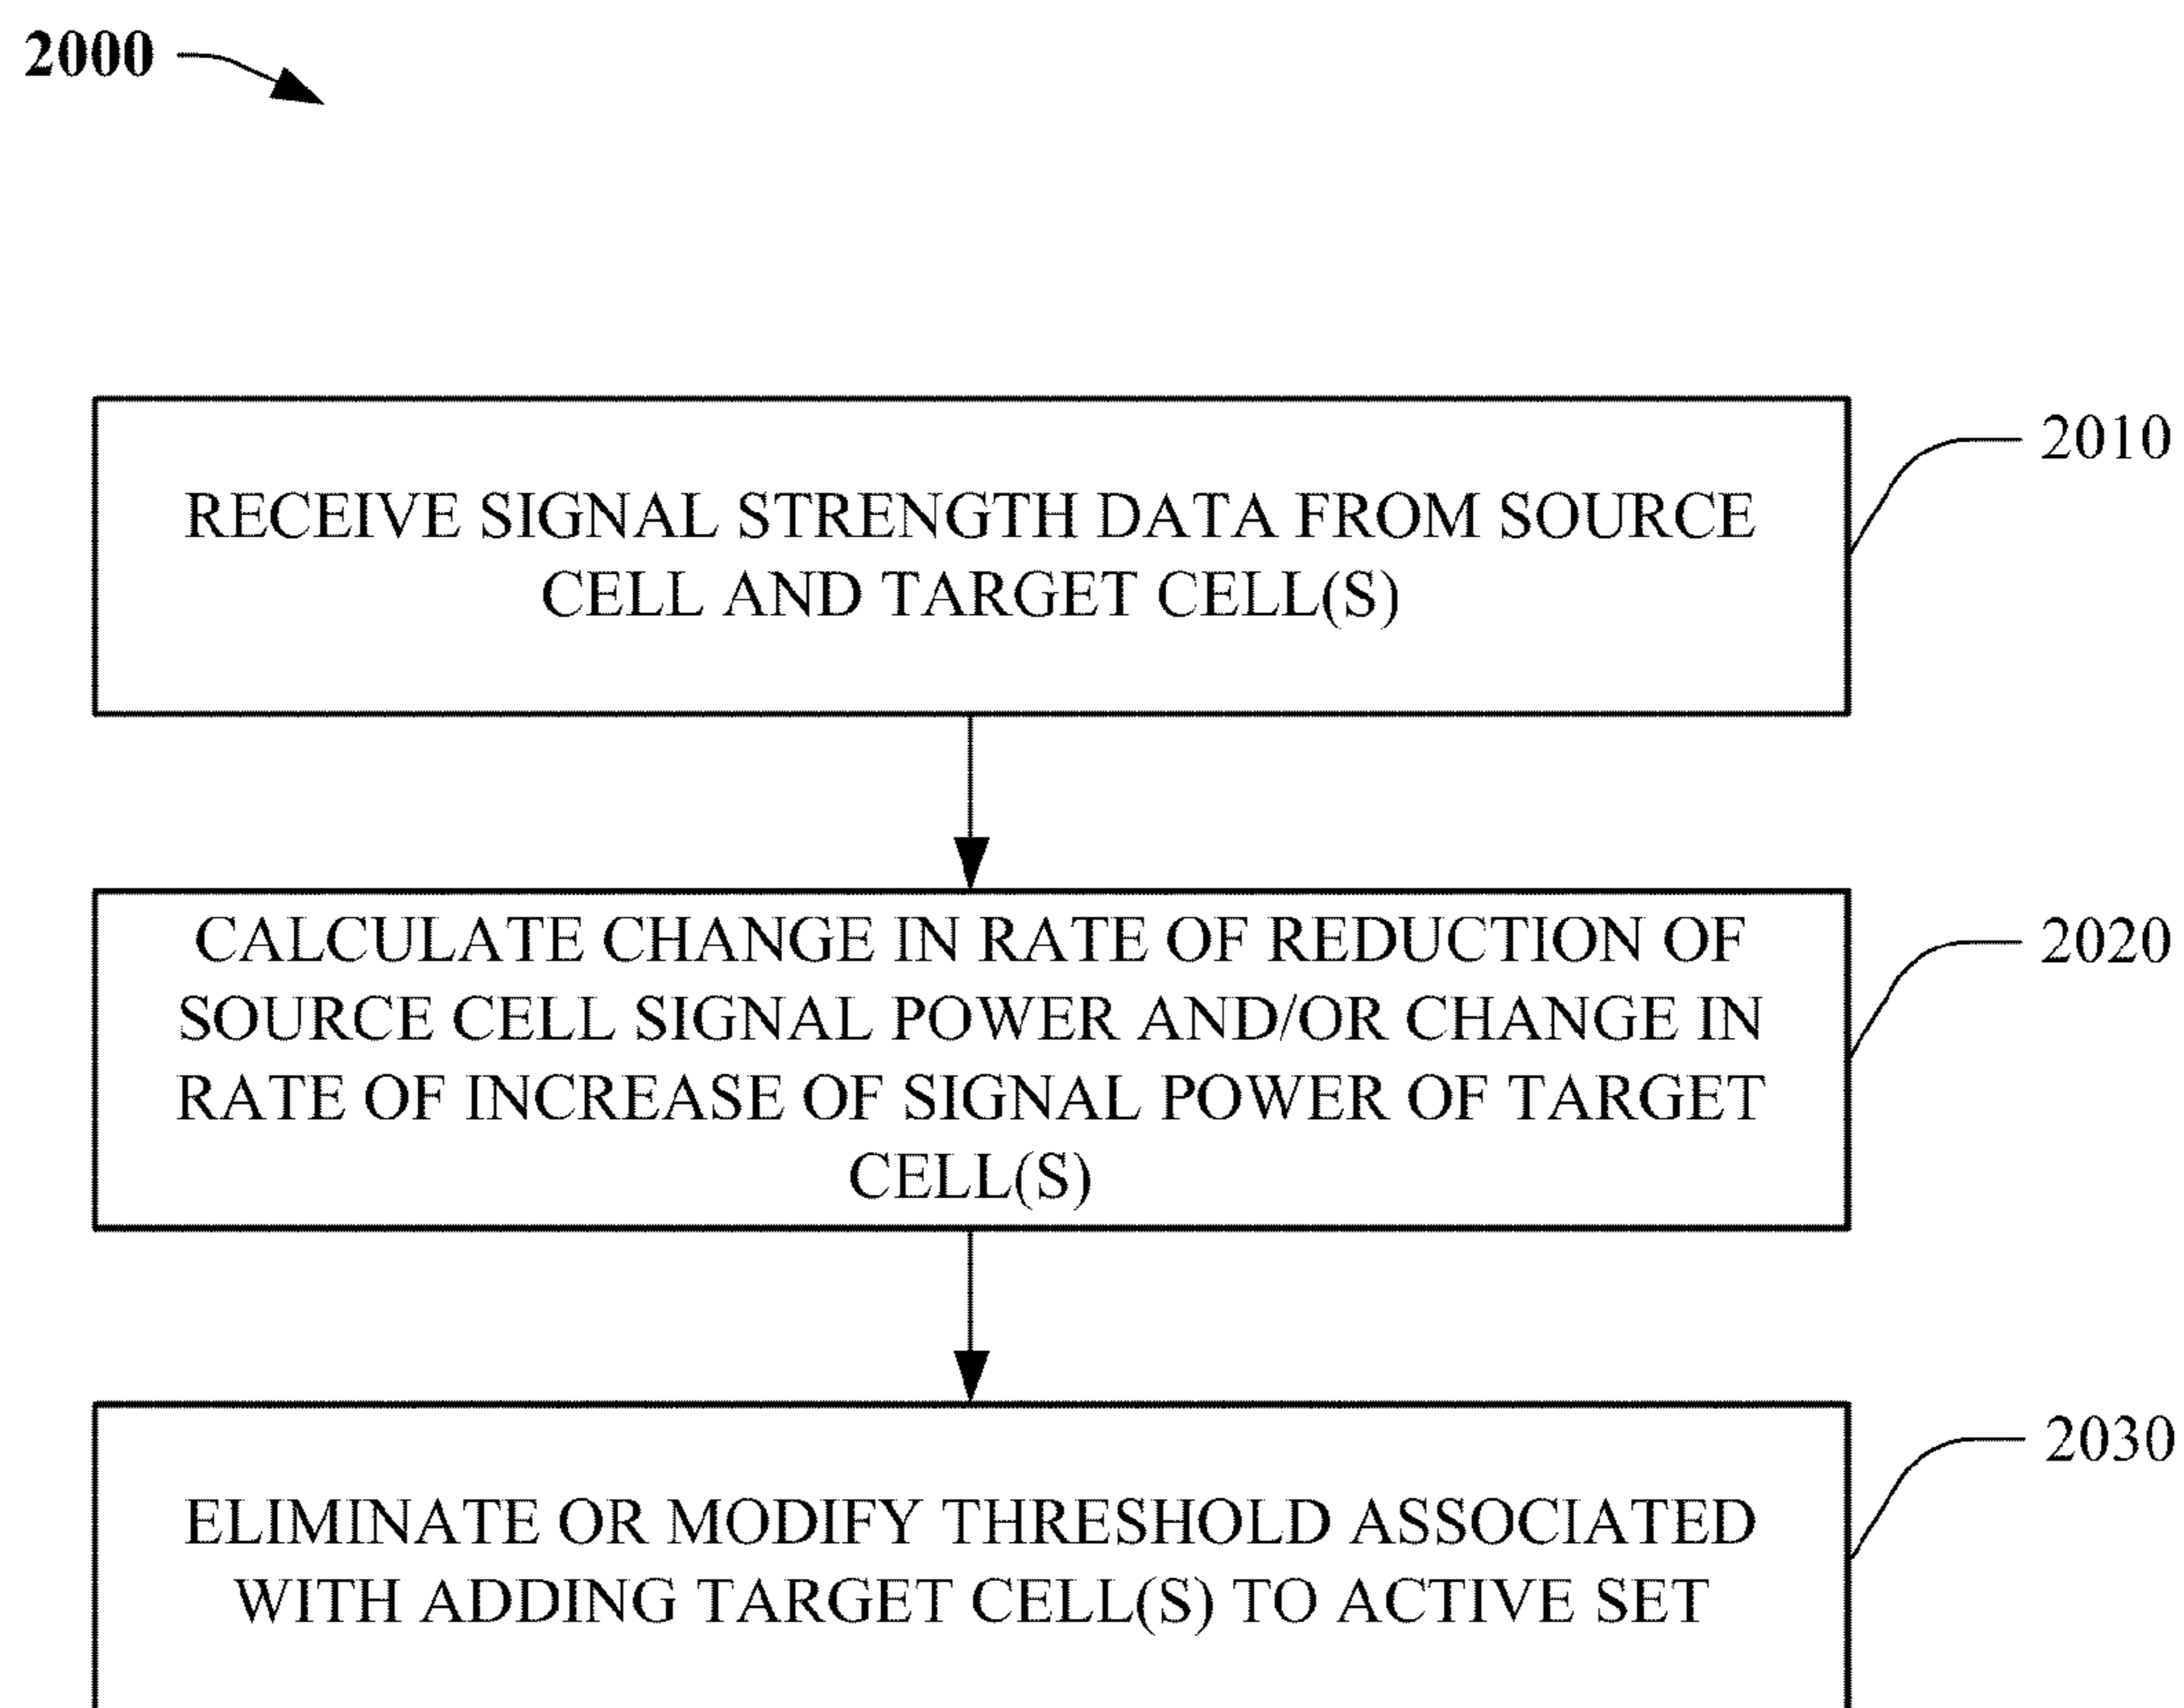 2000
RECEIVE SIGNAL STRENGTH DATA FROM SOURCE
CELL AND TARGET CELL(S)
2010
CALCULATE CHANGE IN RATE OF REDUCTION OF
SOURCE CELL SIGNAL POWER AND/OR CHANGE IN
RATE OF INCREASE OF SIGNAL POWER OF TARGET
CELL(S)
2020
ELIMINATE OR MODIFY THRESHOLD ASSOCIATED
WITH ADDING TARGET CELL(S) TO ACTIVE SET
2030